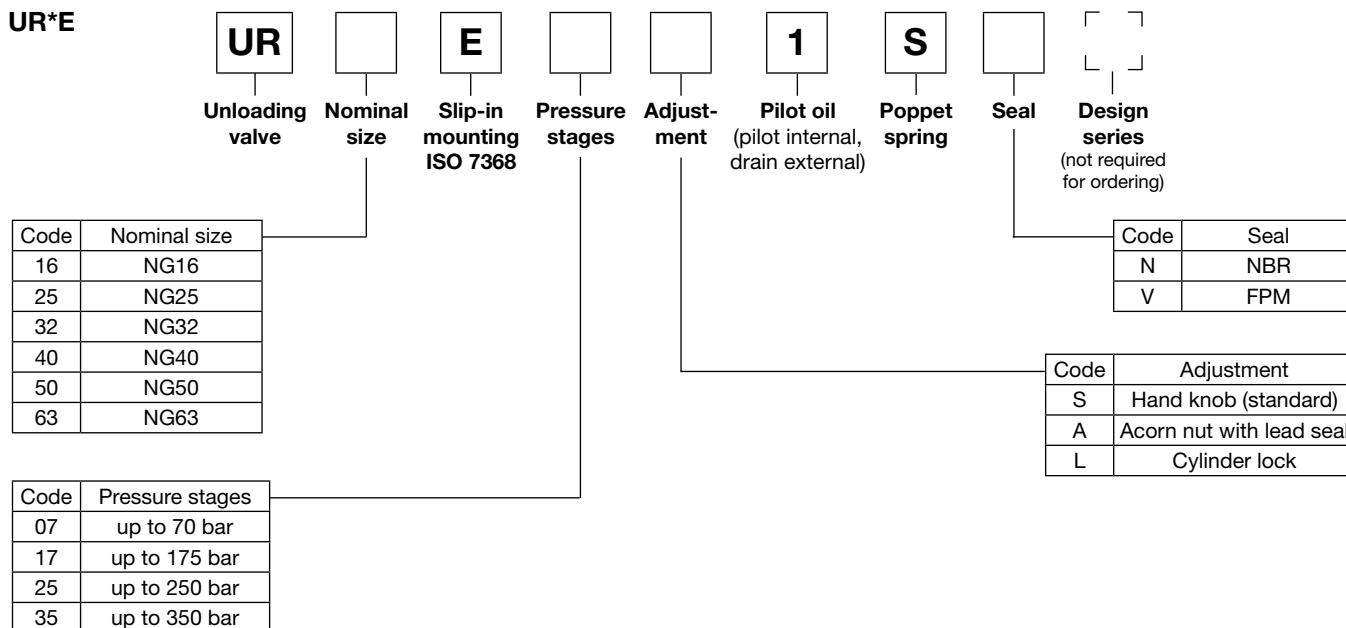 UR*E
UR E 1 S
Unloading Nominal Slip-in Pressure Adjust- Pilot oil Poppet Seal Design
valve size mounting stages ment (pilot internal, spring series
ISO 7368 drain external) (not required
for ordering)
Code Nominal size
16 NG16
25 NG25
32 NG32
40 NG40
50 NG50
63 NG63
Code Seal
N NBR
V FPM
Code Adjustment
S Hand knob (standard)
A Acorn nut with lead seal
L Cylinder lock
Code Pressure stages
07 up to 70 bar
17 up to 175 bar
25 up to 250 bar
35 up to 350 bar